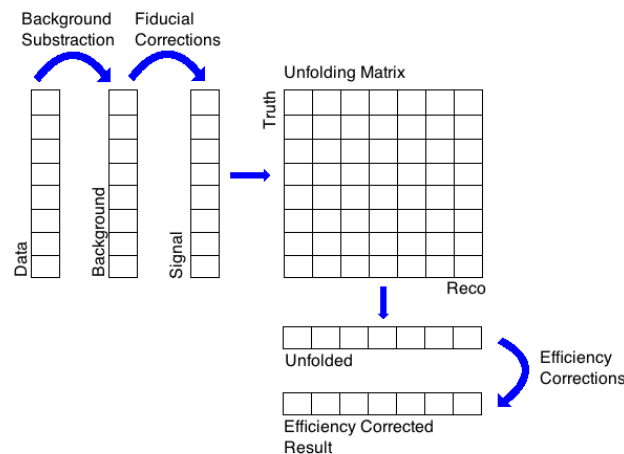 Background
Substraction
Fiducial
Corrections
Unfolding Matrix
Truth
Data
Background
Signal
Reco
Unfolded
Efficiency
Corrections
Efficiency Corrected
Result